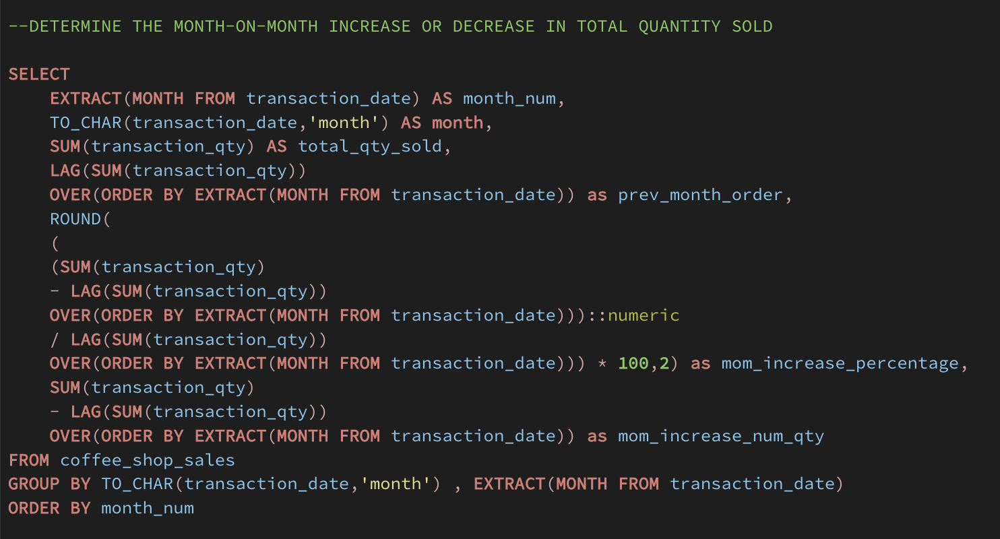 --DETERMINE THE MONTH-ON-MONTH INCREASE OR DECREASE IN TOTAL QUANTITY SOLD
SELECT
EXTRACT(MONTH FROM transaction_date) AS month_num,
TO_CHAR(transaction_date,'month') AS month,
SUM(transaction_qty) AS total_qty_sold,
LAG(SUM(transaction_qty))
OVER(ORDER BY EXTRACT(MONTH FROM transaction_date)) as prev_month_order,
ROUND(
(
(SUM(transaction_qty)
- LAG(SUM(transaction_qty))
OVER(ORDER BY EXTRACT(MONTH FROM transaction_date)))::numeric
/ LAG(SUM(transaction_qty))
OVER(ORDER BY EXTRACT(MONTH FROM transaction_date))) * 100,2) as mom_increase_percentage,
SUM(transaction_qty)
- LAG(SUM(transaction_qty))
OVER(ORDER BY EXTRACT(MONTH FROM transaction_date)) as mom_increase_num_qty
FROM coffee_shop_sales
GROUP BY TO_CHAR(transaction_date,'month') , EXTRACT(MONTH FROM transaction_date)
ORDER BY month_num